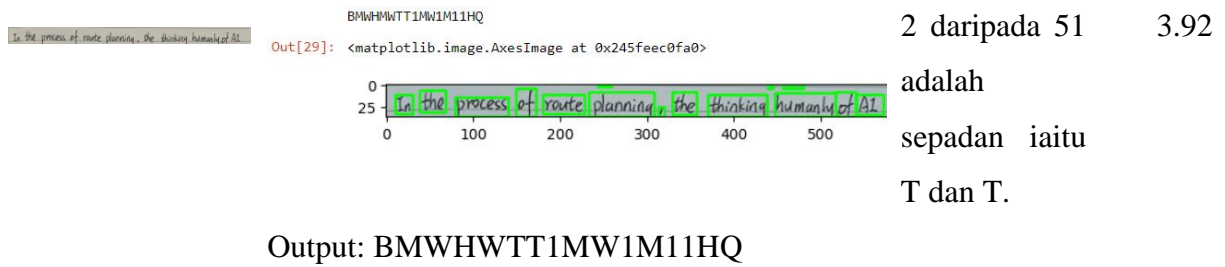 In the process of route planning, the thinking humanly of AI
BMWHMWTT1MW1M11HQ
Out[29]: <matplotlib.image.AxesImage at 0x245feec0fa0>
0
25
In the process of route planning, the thinking humanly of AI
0 100 200 300 400 500
2 daripada 51
adalah
sepadan iaitu
T dan T.
3.92
Output: BMWHWTT1MW1M11HQ